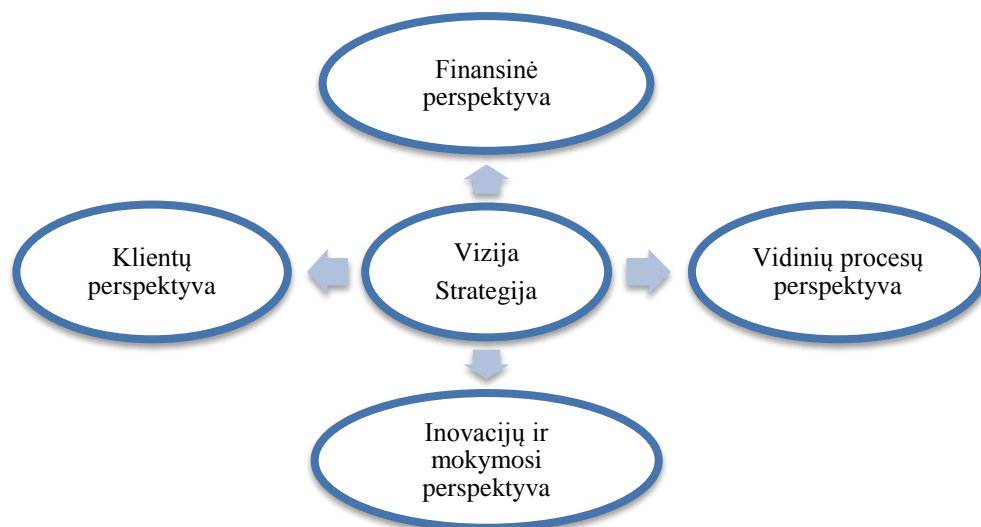 Finansinė
perspektyva
Klientų
perspektyva
Vizija
Strategija
Vidinių procesų
perspektyva
Inovacijų ir
mokymosi
perspektyva